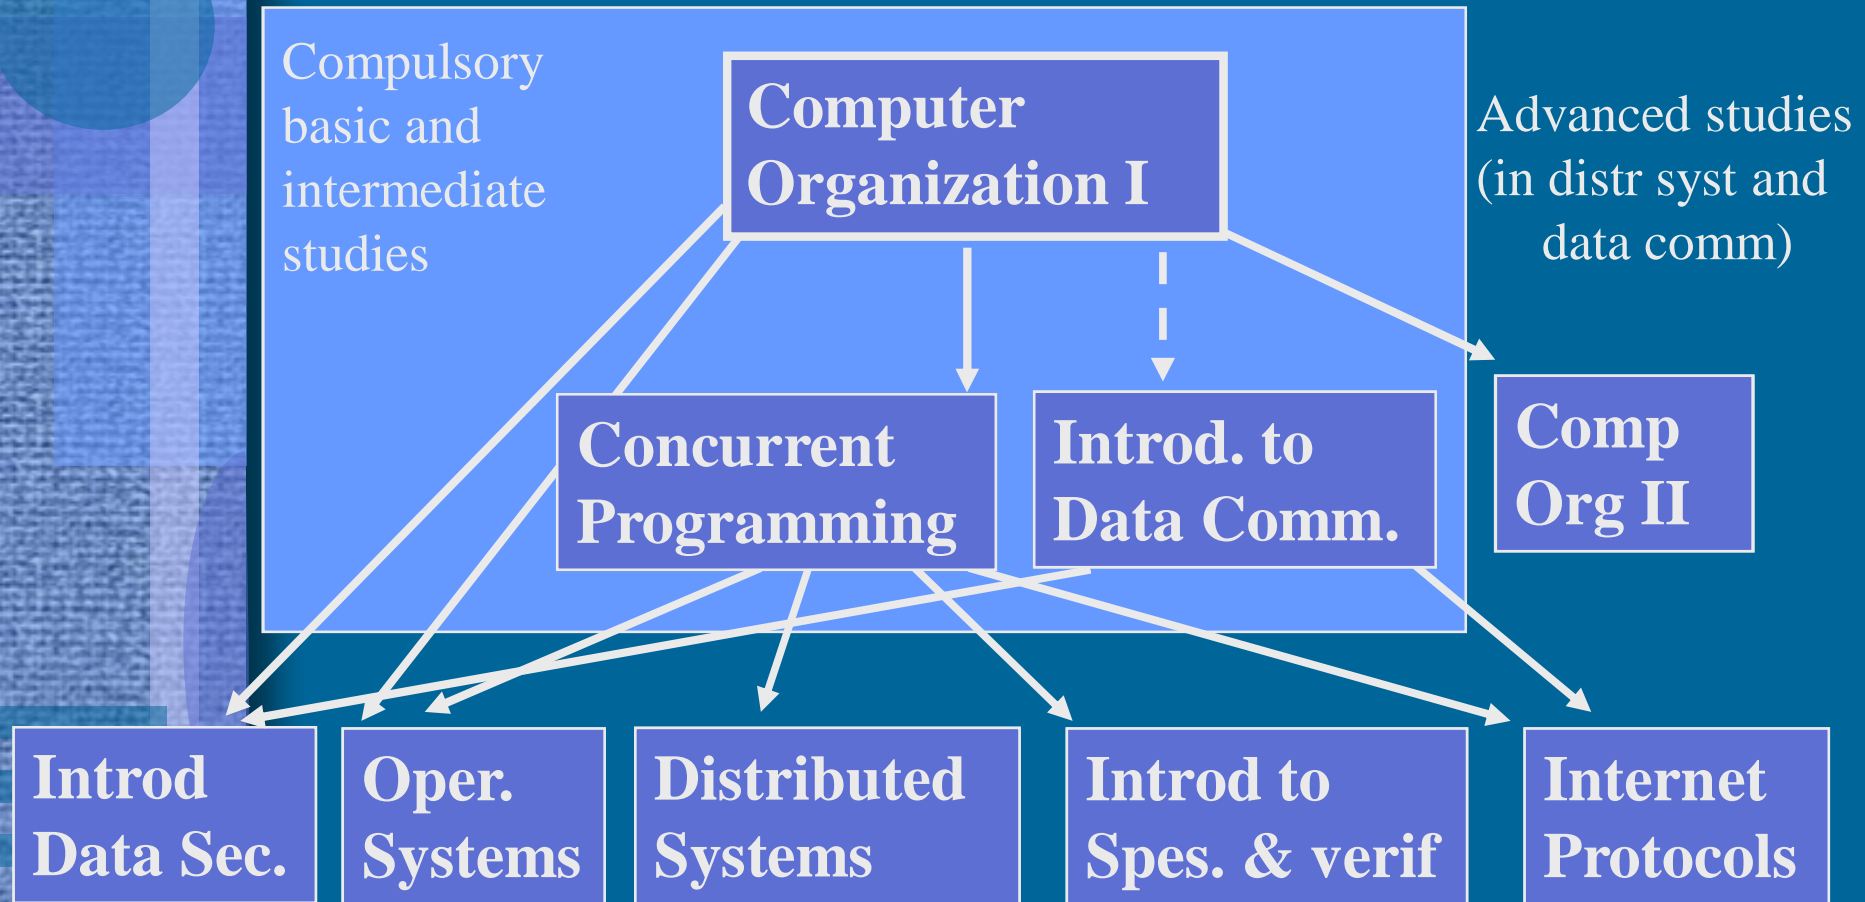 Compulsory
basic and
intermediate
studies
Computer
Organization I
Advanced studies
(in distr syst and
data comm)
Concurrent
Programming
Introd. to
Data Comm.
Comp
Org II
Introd
Data Sec.
Oper.
Systems
Distributed
Systems
Introd to
Spes. & verif
Internet
Protocols